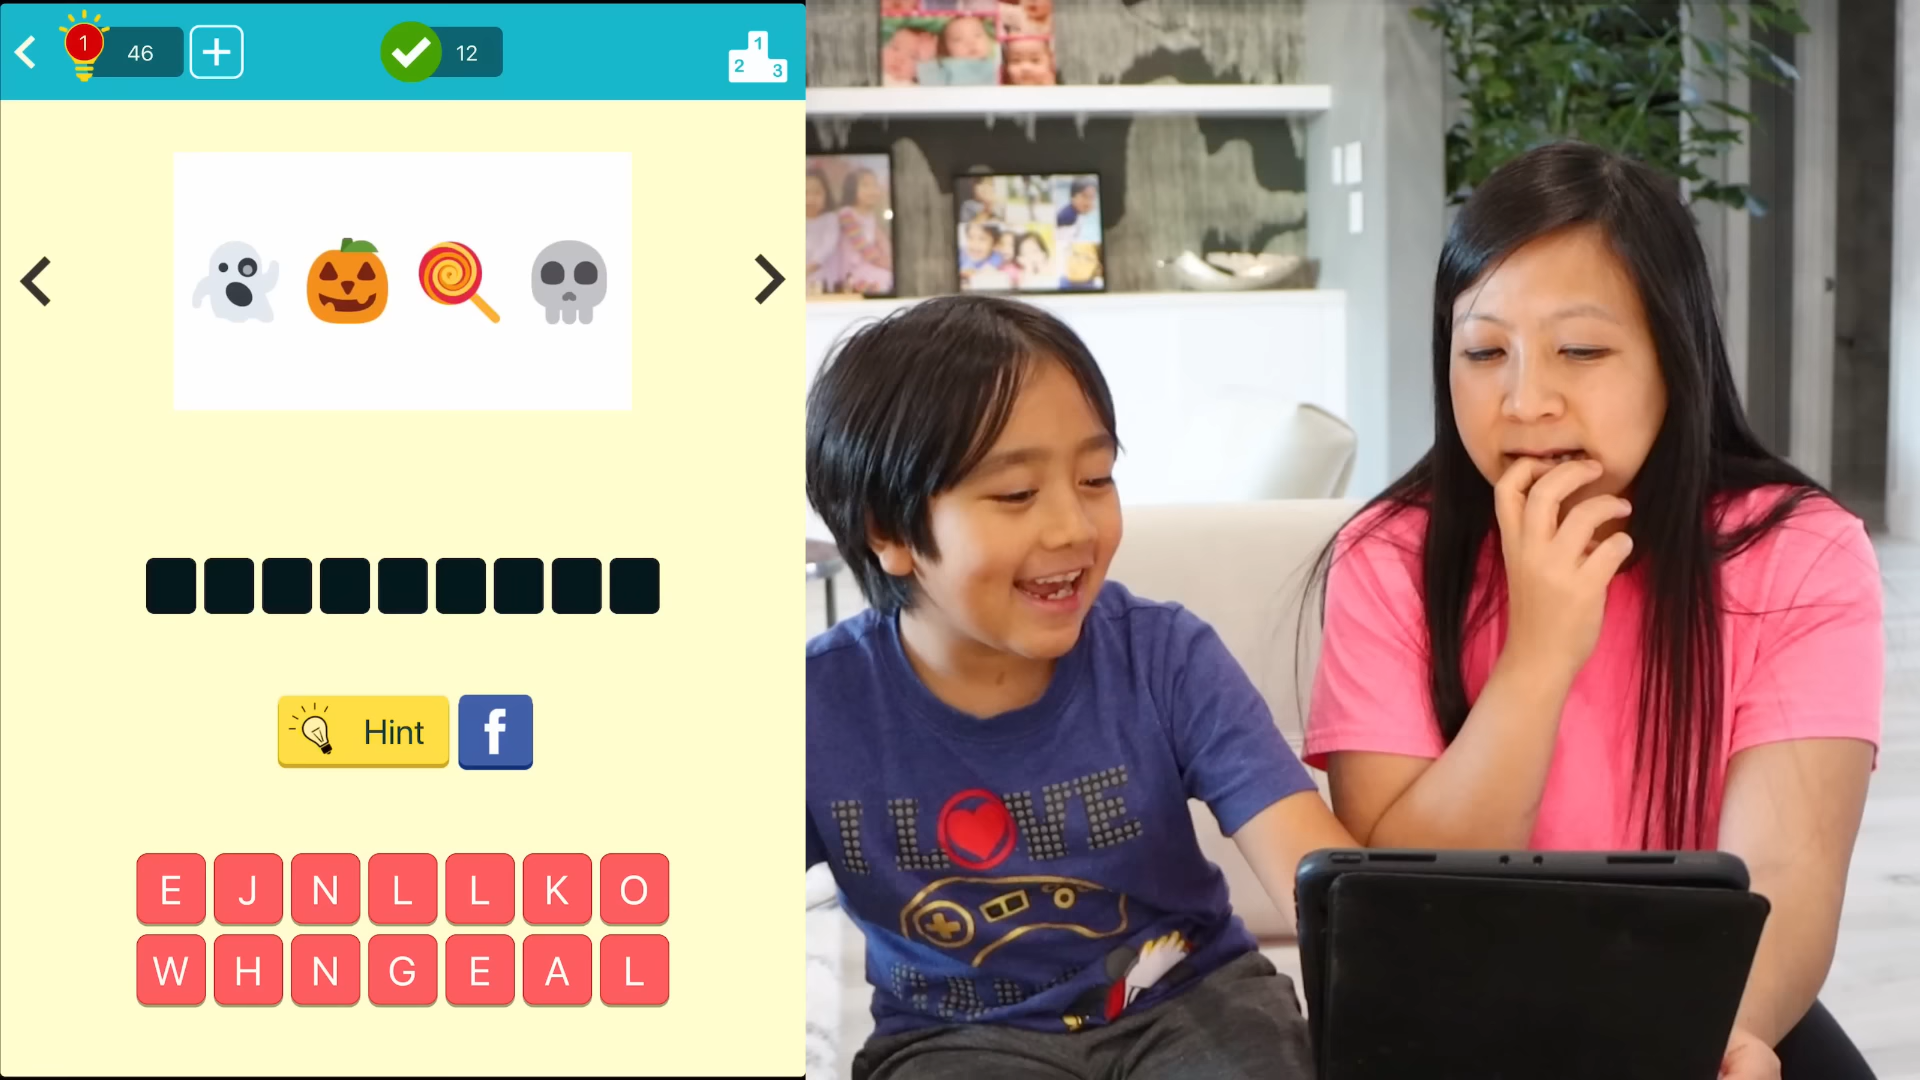 1 46 + 12 1 2 3
Hint f
E J N L L K O
W H N G E A L
I LOVE